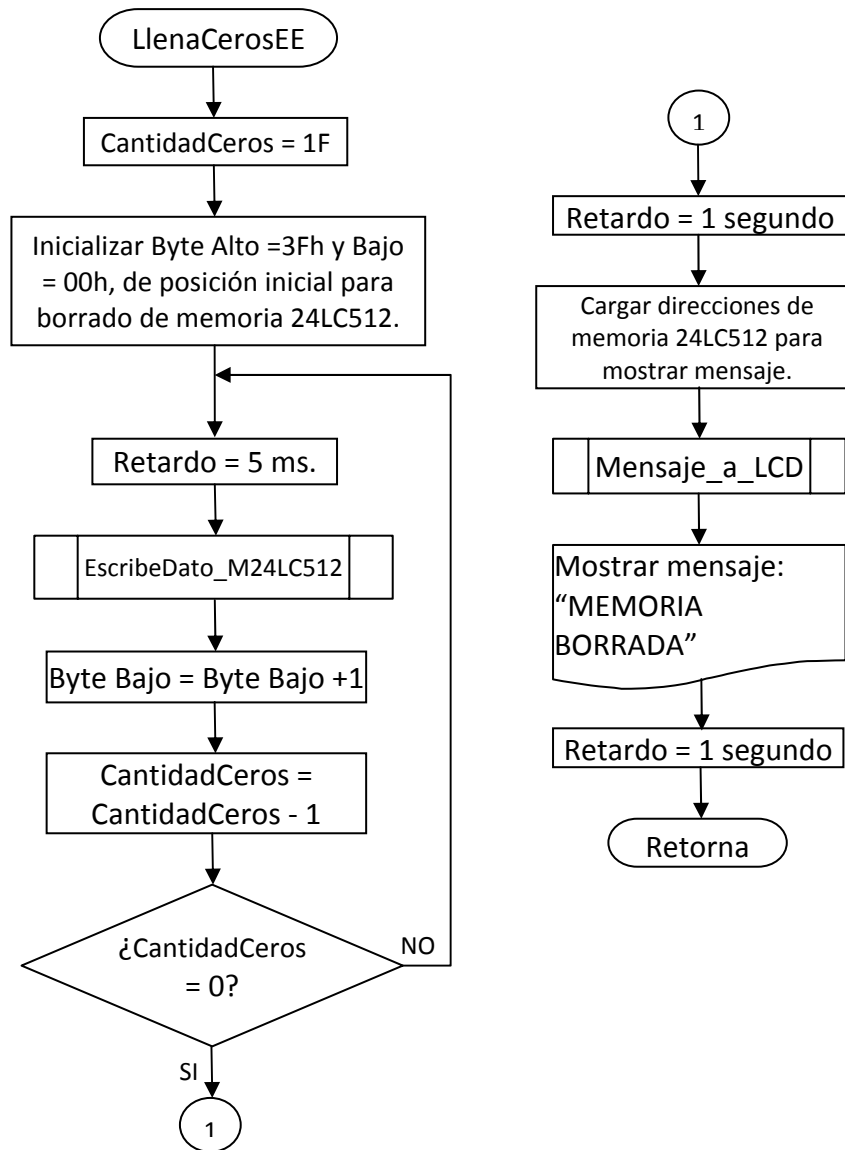 LlenaCerosEE
CantidadCeros = 1F
Inicializar Byte Alto =3Fh y Bajo
= 00h, de posición inicial para
borrado de memoria 24LC512.
Retardo = 5 ms.
EscribeDato_M24LC512
Byte Bajo = Byte Bajo +1
CantidadCeros =
CantidadCeros - 1
¿CantidadCeros
= 0?
NO
SI
1
1
Retardo = 1 segundo
Cargar direcciones de
memoria 24LC512 para
mostrar mensaje.
Mensaje_a_LCD
Mostrar mensaje:
“MEMORIA
BORRADA”
Retardo = 1 segundo
Retorna